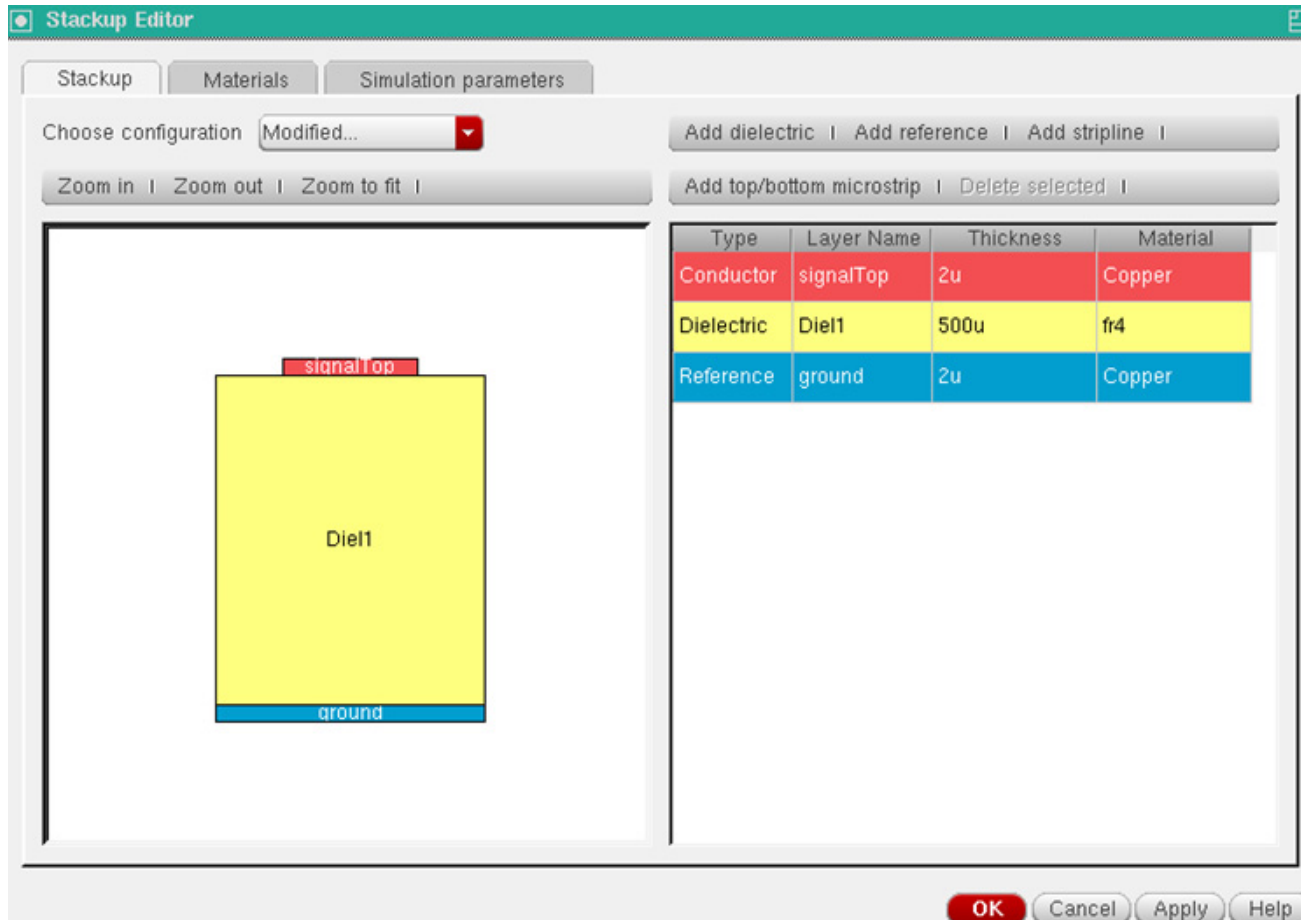 Stackup Editor
Stackup Materials Simulation parameters
Choose configuration Modified...
Add dielectric | Add reference | Add stripline |
Zoom in | Zoom out | Zoom to fit |
Add top/bottom microstrip | Delete selected |
Type Layer Name Thickness Material
Conductor signalTop 2u Copper
Dielectric Diel1 500u fr4
Reference ground 2u Copper
signalTop
Diel1
ground
OK Cancel Apply Help